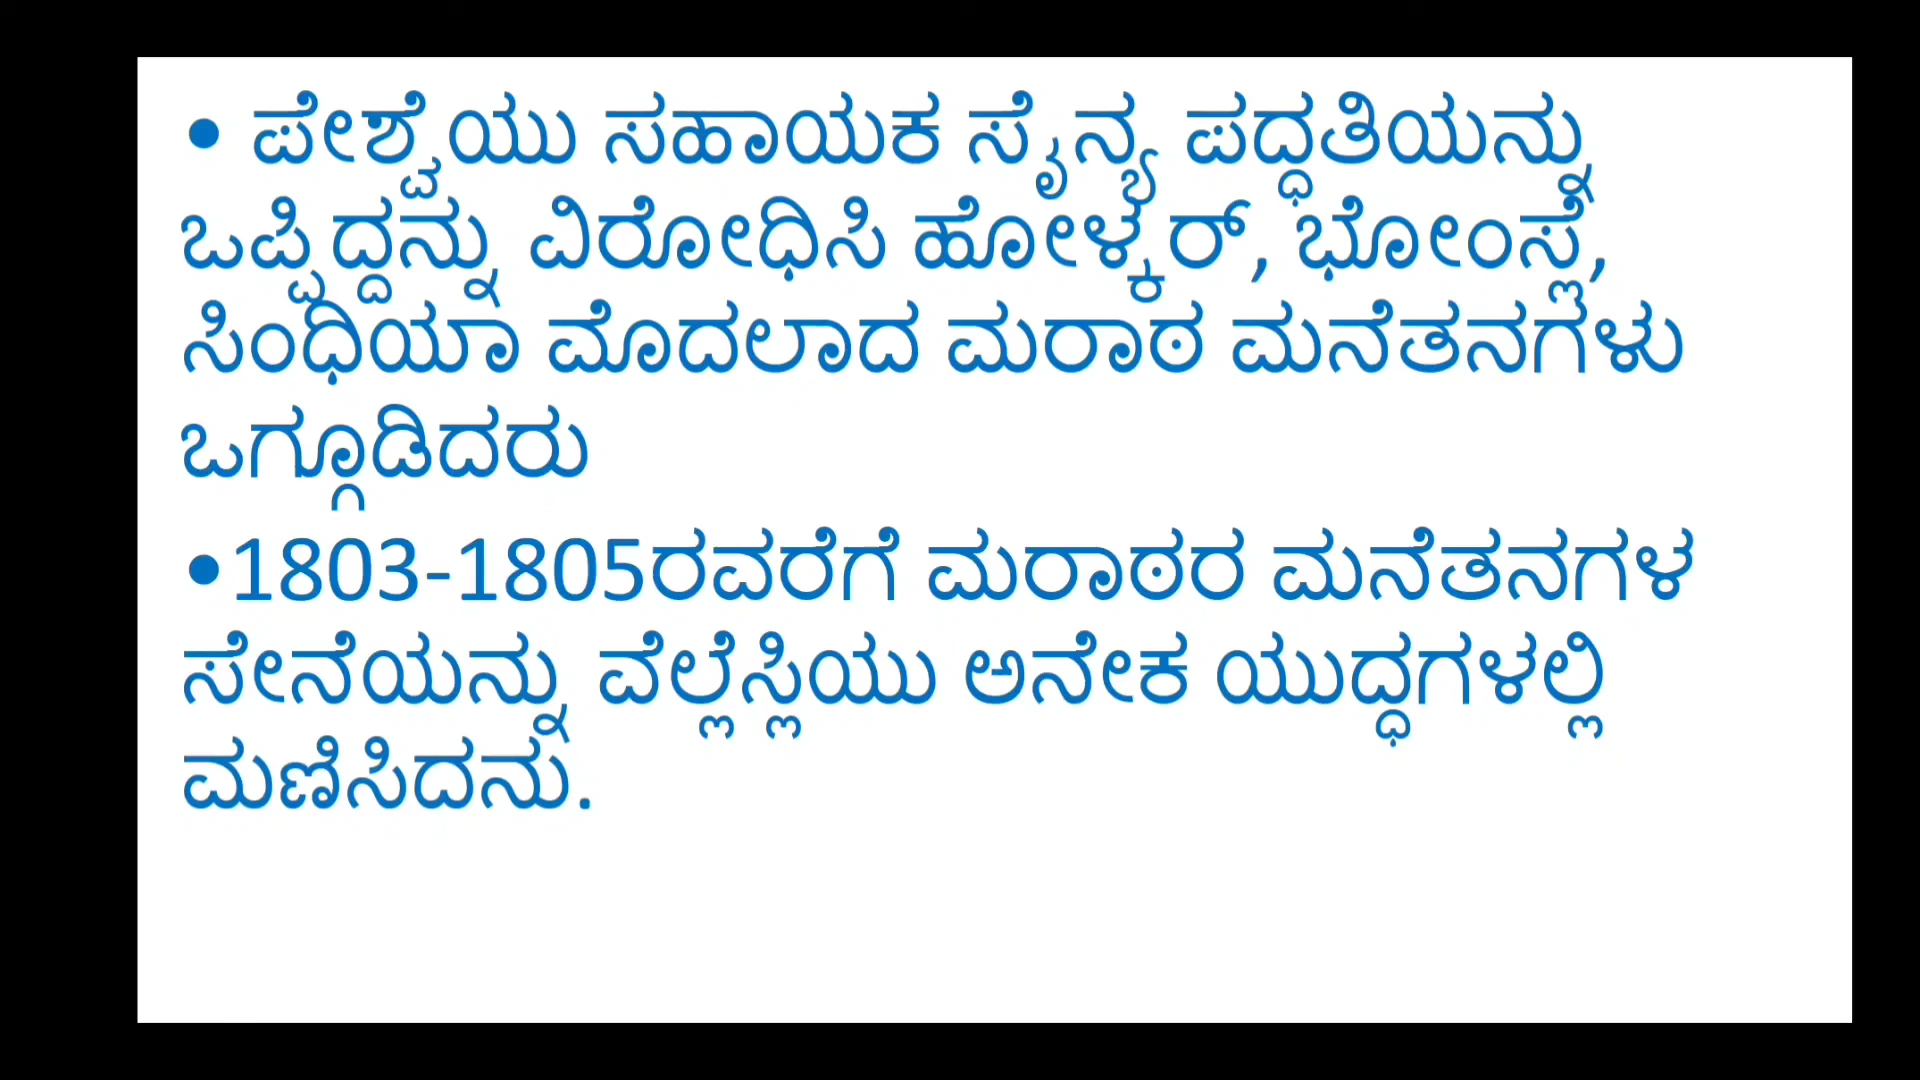 • ಪೇಶ್ವೆಯು ಸಹಾಯಕ ಸೈನ್ಯ ಪದ್ಧತಿಯನ್ನು
ಒಪ್ಪಿದ್ದನ್ನು ವಿರೋಧಿಸಿ ಹೋಳ್ಕರ್, ಭೋಂಸ್ಲೆ,
ಸಿಂಧಿಯಾ ಮೊದಲಾದ ಮರಾಠ ಮನೆತನಗಳು
ಒಗ್ಗೂಡಿದರು
•1803-1805ರವರೆಗೆ ಮರಾಠರ ಮನೆತನಗಳ
ಸೇನೆಯನ್ನು ವೆಲ್ಲೆಸ್ಲಿಯು ಅನೇಕ ಯುದ್ಧಗಳಲ್ಲಿ
ಮಣಿಸಿದನು.